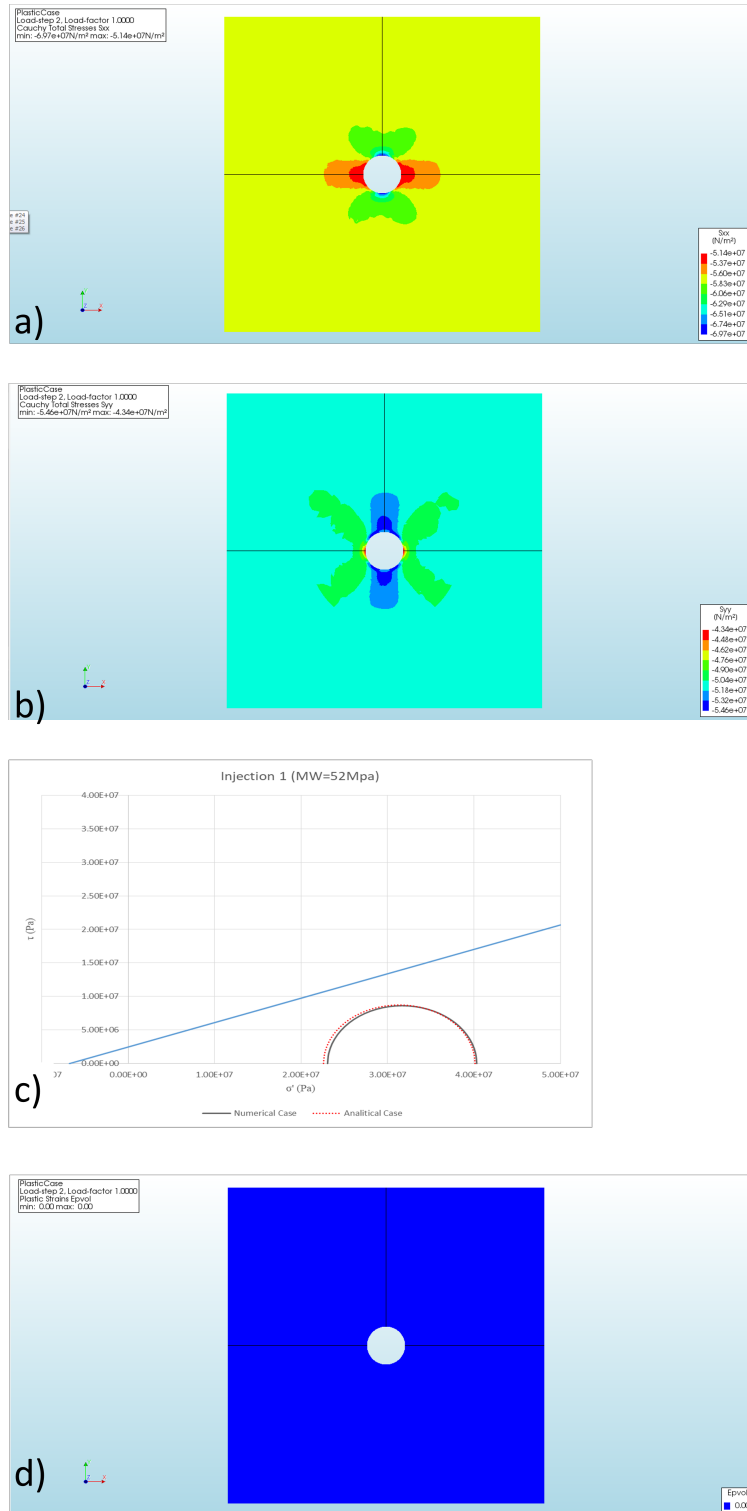 PlasticCase
Load-step 2, Load-factor 1.0000
Cauchy Total Stresses Sxx
min: -6.97e+07N/m² max: -5.14e+07N/m²
e #24
e #25
e #26
Sxx
(N/m²)
-5.14e+07
-5.37e+07
-5.60e+07
-5.83e+07
-6.06e+07
-6.29e+07
-6.51e+07
-6.74e+07
-6.97e+07
Y
Z X
a)
PlasticCase
Load-step 2, Load-factor 1.0000
Cauchy Total Stresses Syy
min: -5.46e+07N/m² max: -4.34e+07N/m²
Syy
(N/m²)
-4.34e+07
-4.48e+07
-4.62e+07
-4.76e+07
-4.90e+07
-5.04e+07
-5.18e+07
-5.32e+07
-5.46e+07
Y
Z X
b)
Injection 1 (MW=52Mpa)
4.00E+07
3.50E+07
3.00E+07
2.50E+07
2.00E+07
1.50E+07
1.00E+07
5.00E+06
0.00E+00
τ (Pa)
07 0.00E+00 1.00E+07 2.00E+07 3.00E+07 4.00E+07 5.00E+07
σ' (Pa)
Numerical Case Analitical Case
c)
PlasticCase
Load-step 2, Load-factor 1.0000
Plastic Strains Epvol
min: 0.00 max: 0.00
Y
Z X
d)
Epvol
0.00